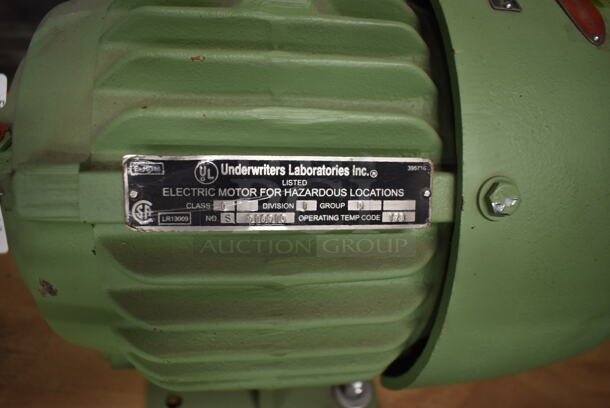 UL Underwriters Laboratories Inc.® 395716
LISTED
ELECTRIC MOTOR FOR HAZARDOUS LOCATIONS
CLASS DIVISION GROUP D
LR13009 NO. S OPERATING TEMP CODE
AUCTION GROUP